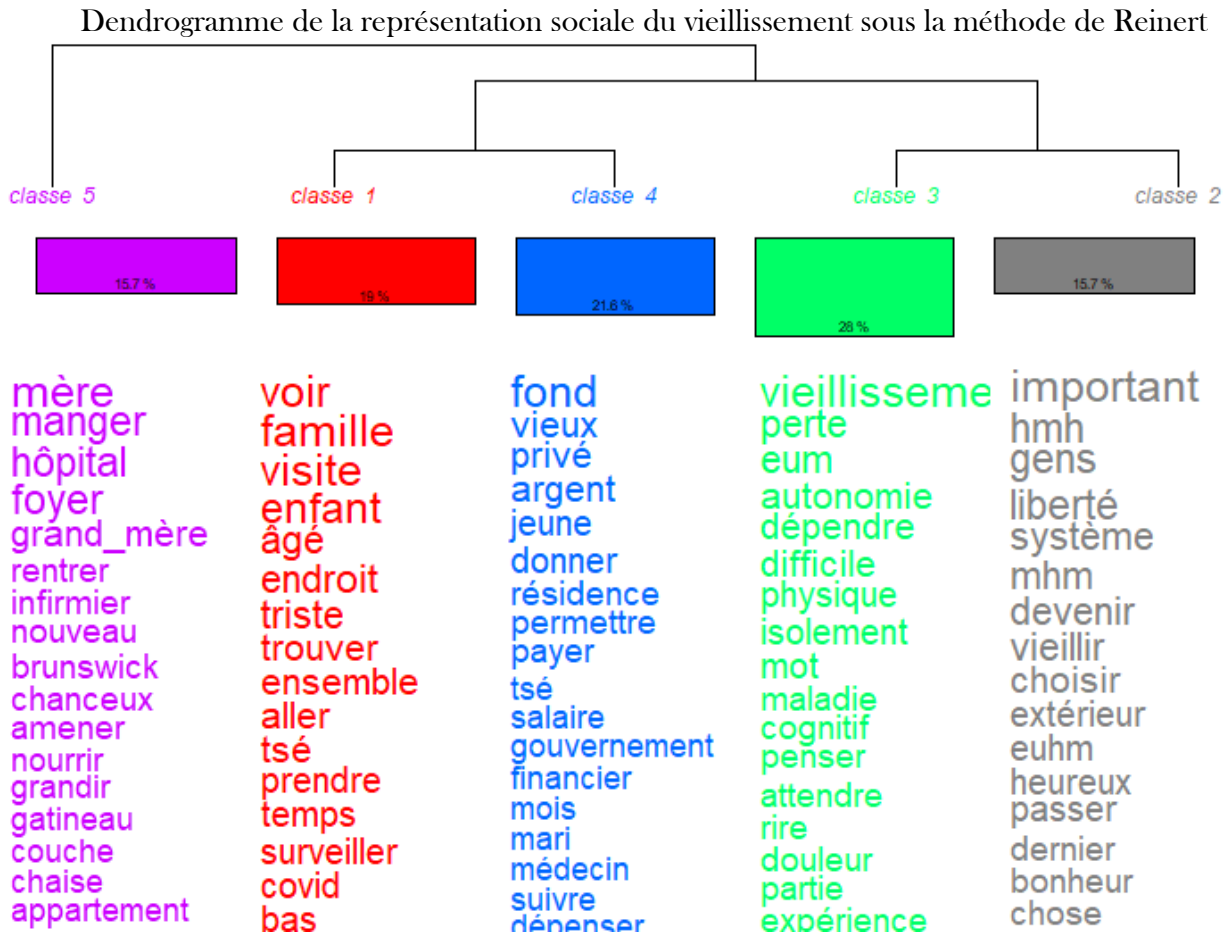 Dendrogramme de la représentation sociale du vieillissement sous la méthode de Reinert
classe 5
classe 1
classe 4
classe 3
classe 2
15.7 %
19 %
21.6 %
28 %
15.7 %
mère
manger
hôpital
foyer
grand_mère
rentrer
infirmier
nouveau
brunswick
chanceux
amener
nourrir
grandir
gatineau
couche
chaise
appartement
voir
famille
visite
enfant
âgé
endroit
triste
trouver
ensemble
aller
tsé
prendre
temps
surveiller
covid
bas
fond
vieux
privé
argent
jeune
donner
résidence
permettre
payer
tsé
salaire
gouvernement
financier
mois
mari
médecin
suivre
dépenser
vieillisseme
perte
eum
autonomie
dépendre
difficile
physique
isolement
mot
maladie
cognitif
penser
attendre
rire
douleur
partie
expérience
important
hmh
gens
liberté
système
mhm
devenir
vieillir
choisir
extérieur
euhm
heureux
passer
dernier
bonheur
chose